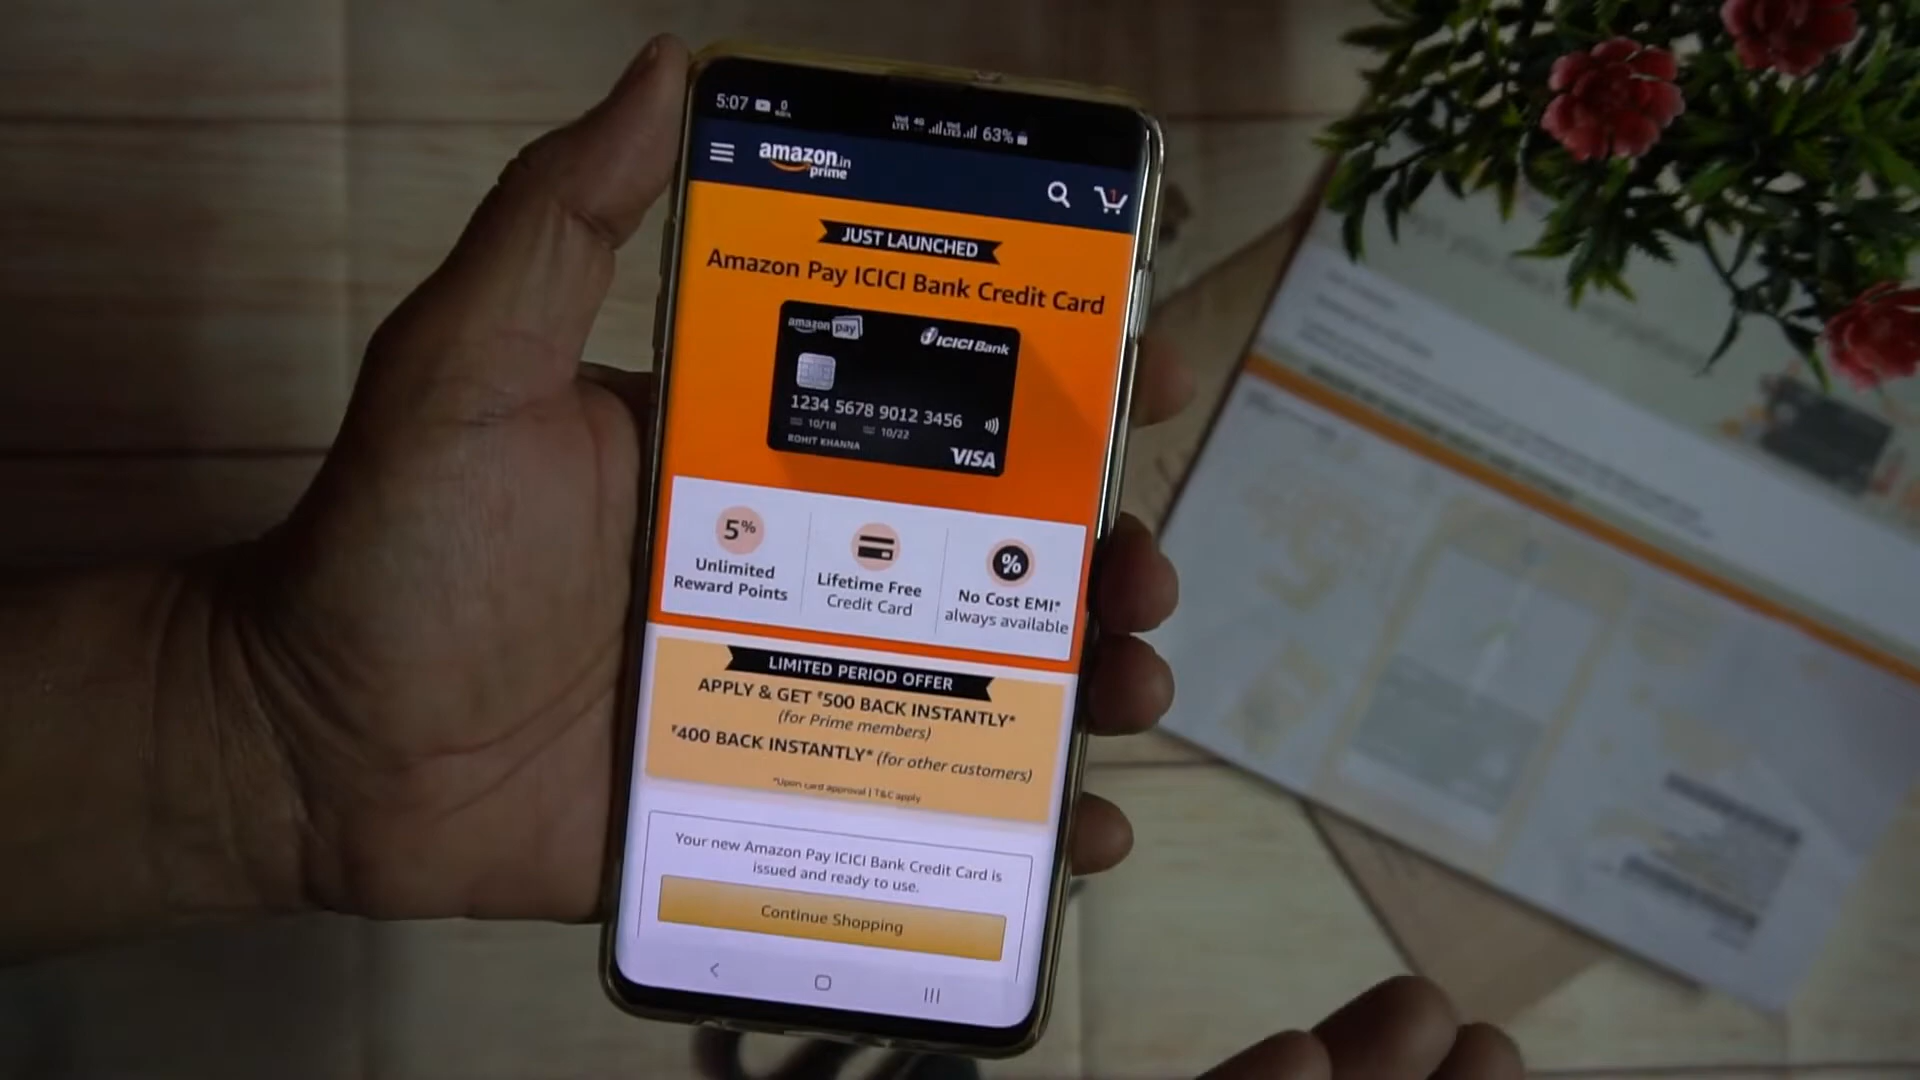 5:07
63%
amazon.in
prime
1
JUST LAUNCHED
Amazon Pay ICICI Bank Credit Card
amazon pay
ICICI Bank
1234 5678 9012 3456
10/18 10/22
ROHIT KHANNA
VISA
5%
Unlimited
Reward Points
Lifetime Free
Credit Card
%
No Cost EMI*
always available
LIMITED PERIOD OFFER
APPLY & GET ₹500 BACK INSTANTLY*
(for Prime members)
₹400 BACK INSTANTLY* (for other customers)
*Upon card approval | T&C apply
Your new Amazon Pay ICICI Bank Credit Card is
issued and ready to use.
Continue Shopping